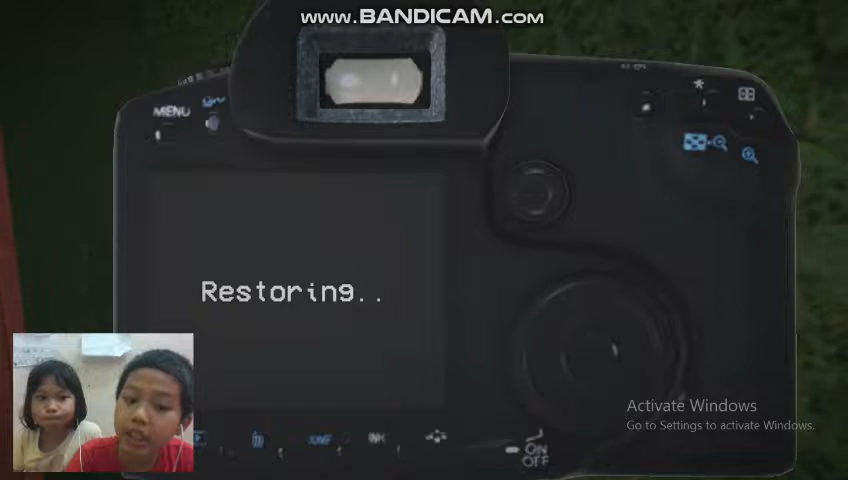 www.BANDICAM.com
MENU
Restoring..
Activate Windows
Go to Settings to activate Windows.
ON
OFF